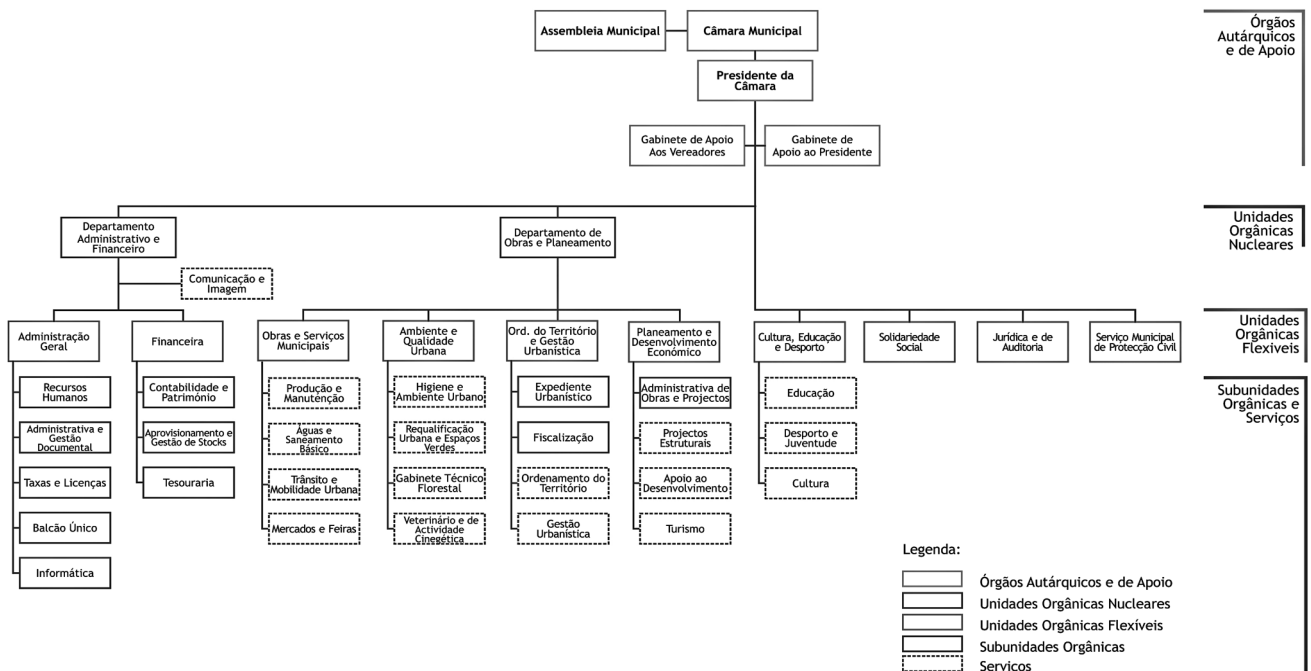 Assembleia Municipal
Câmara Municipal
Órgãos
Autárquicos
e de Apoio
Presidente da
Câmara
Gabinete de Apoio
Aos Vereadores
Gabinete de
Apoio ao Presidente
Departamento
Administrativo e
Financeiro
Departamento de
Obras e Planeamento
Unidades
Orgânicas
Nucleares
Comunicação e
Imagem
Administração
Geral
Financeira
Obras e Serviços
Municipais
Ambiente e
Qualidade
Urbana
Ord. do Território
e Gestão
Urbanística
Planeamento e
Desenvolvimento
Económico
Cultura, Educação
e Desporto
Solidariedade
Social
Jurídica e de
Auditoria
Serviço Municipal
de Protecção Civil
Unidades
Orgânicas
Flexiveis
Recursos
Humanos
Administrativa e
Gestão
Documental
Taxas e Licenças
Balcão Único
Informática
Contabilidade e
Património
Aprovisionamento e
Gestão de Stocks
Tesouraria
Produção e
Manutenção
Águas e
Saneamento
Básico
Trânsito e
Mobilidade Urbana
Mercados e Feiras
Higiene e
Ambiente Urbano
Requalificação
Urbana e Espaços
Verdes
Gabinete Técnico
Florestal
Veterinário e de
Actividade
Cinegética
Expediente
Urbanístico
Fiscalização
Ordenamento do
Território
Gestão
Urbanística
Administrativa de
Obras e Projectos
Projectos
Estruturais
Apoio ao
Desenvolvimento
Turismo
Educação
Desporto e
Juventude
Cultura
Subunidades
Orgânicas e
Serviços
Legenda:
Órgãos Autárquicos e de Apoio
Unidades Orgânicas Nucleares
Unidades Orgânicas Flexíveis
Subunidades Orgânicas
Serviços